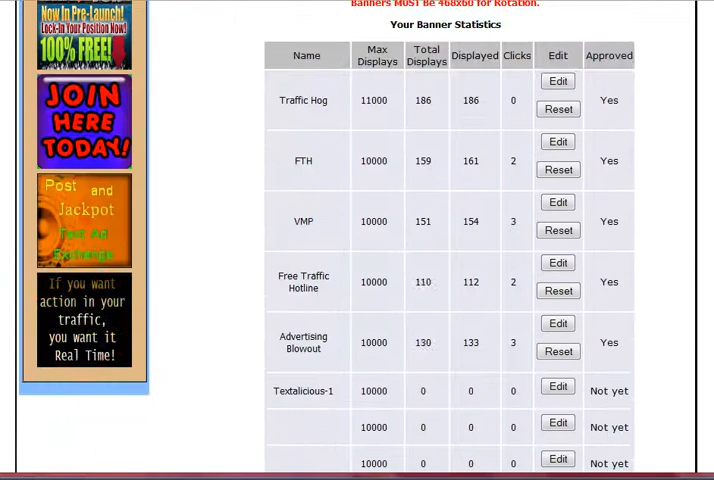 Now In Pre-Launch!
Lock-In Your Position Now!
100% FREE!
JOIN
HERE
TODAY!
Post and
Jackpot
Text Ad
Exchange
If you want
action in your
traffic,
you want it
Real Time!
Banners MUST Be 468x60 for Rotation.
Your Banner Statistics
Name Max Displays Total Displays Displayed Clicks Edit Approved
Traffic Hog 11000 186 186 0 Edit Reset Yes
FTH 10000 159 161 2 Edit Reset Yes
VMP 10000 151 154 3 Edit Reset Yes
Free Traffic Hotline 10000 110 112 2 Edit Reset Yes
Advertising Blowout 10000 130 133 3 Edit Reset Yes
Textalicious-1 10000 0 0 0 Edit Not yet
10000 0 0 0 Edit Not yet
10000 0 0 0 Edit Not yet